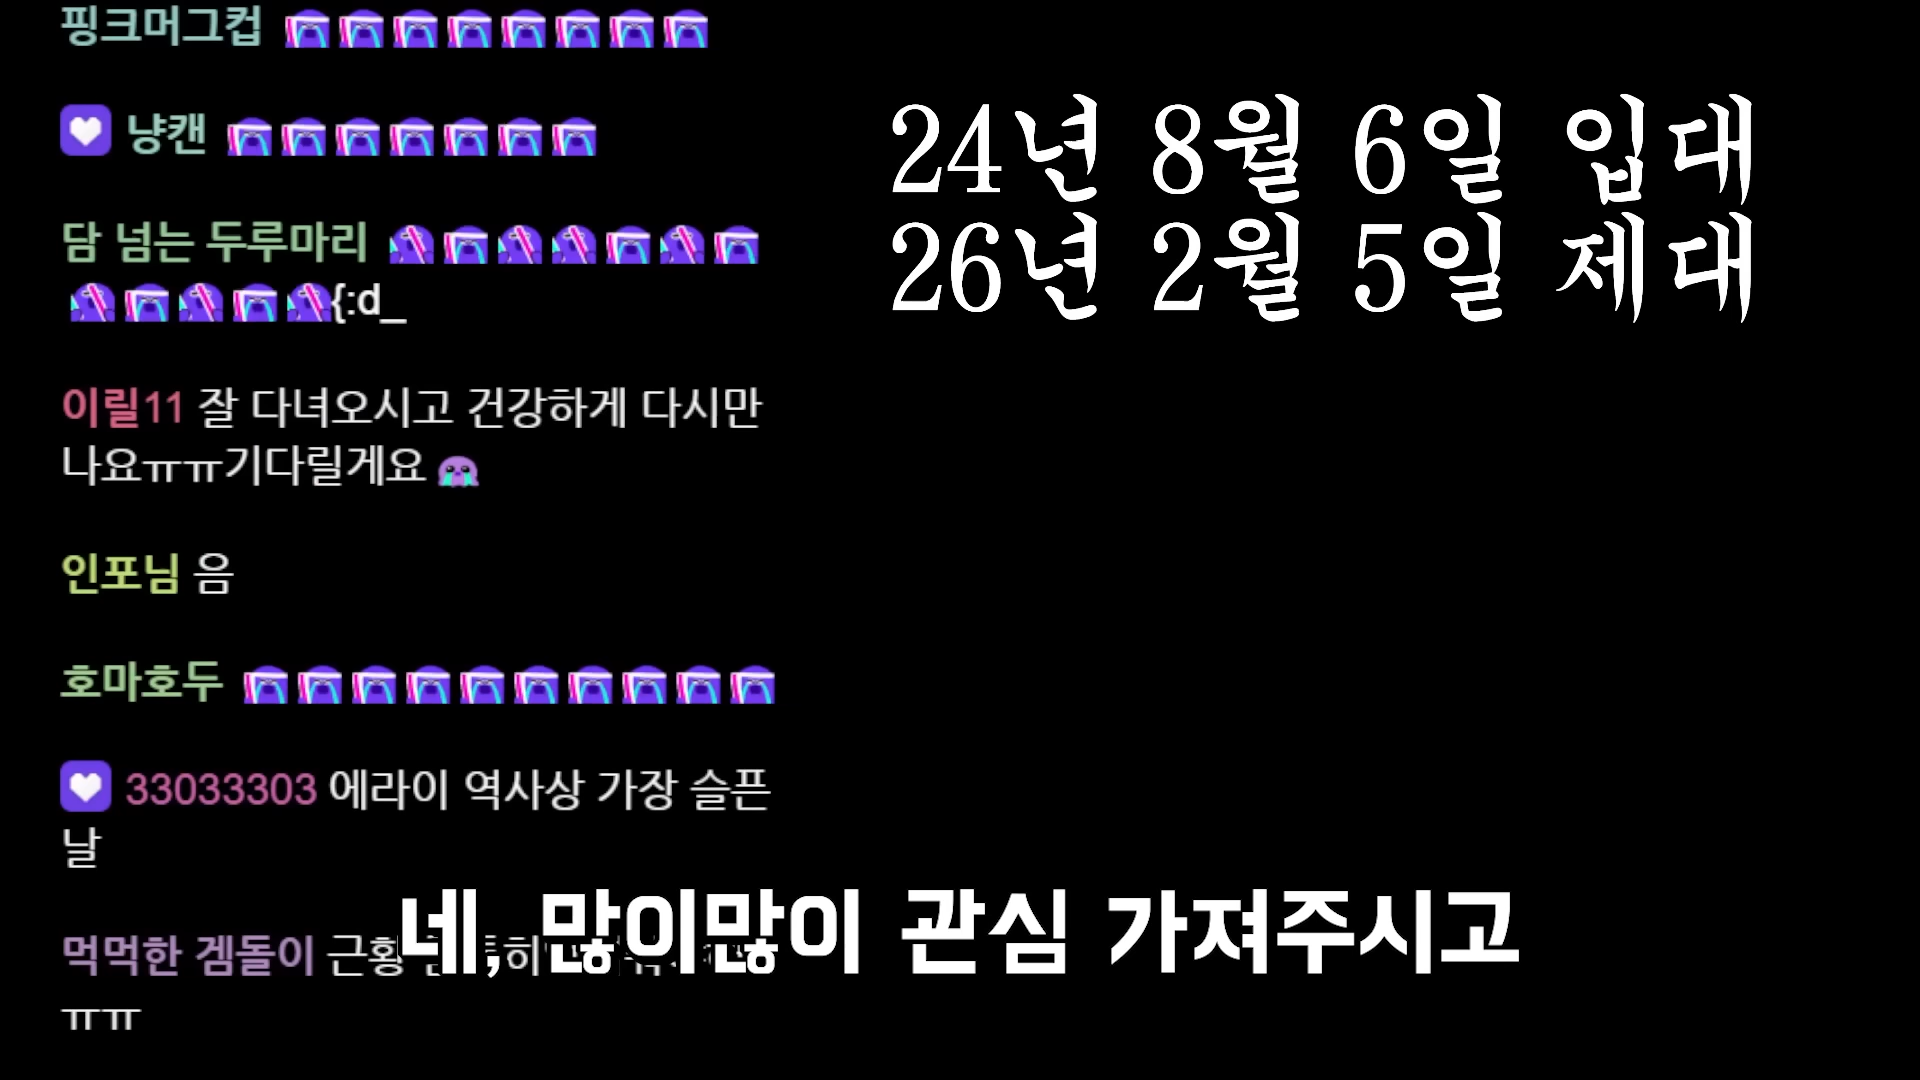 핑크머그컵
냥캔
담 넘는 두루마리
{:d_
이릴11 잘 다녀오시고 건강하게 다시만
나요ㅠㅠ기다릴게요
인포님 음
호마호두
33033303 에라이 역사상 가장 슬픈
날
먹먹한 겜돌이 근황
ㅠㅠ
24년 8월 6일 입대
26년 2월 5일 제대
네, 많이많이 관심 가져주시고